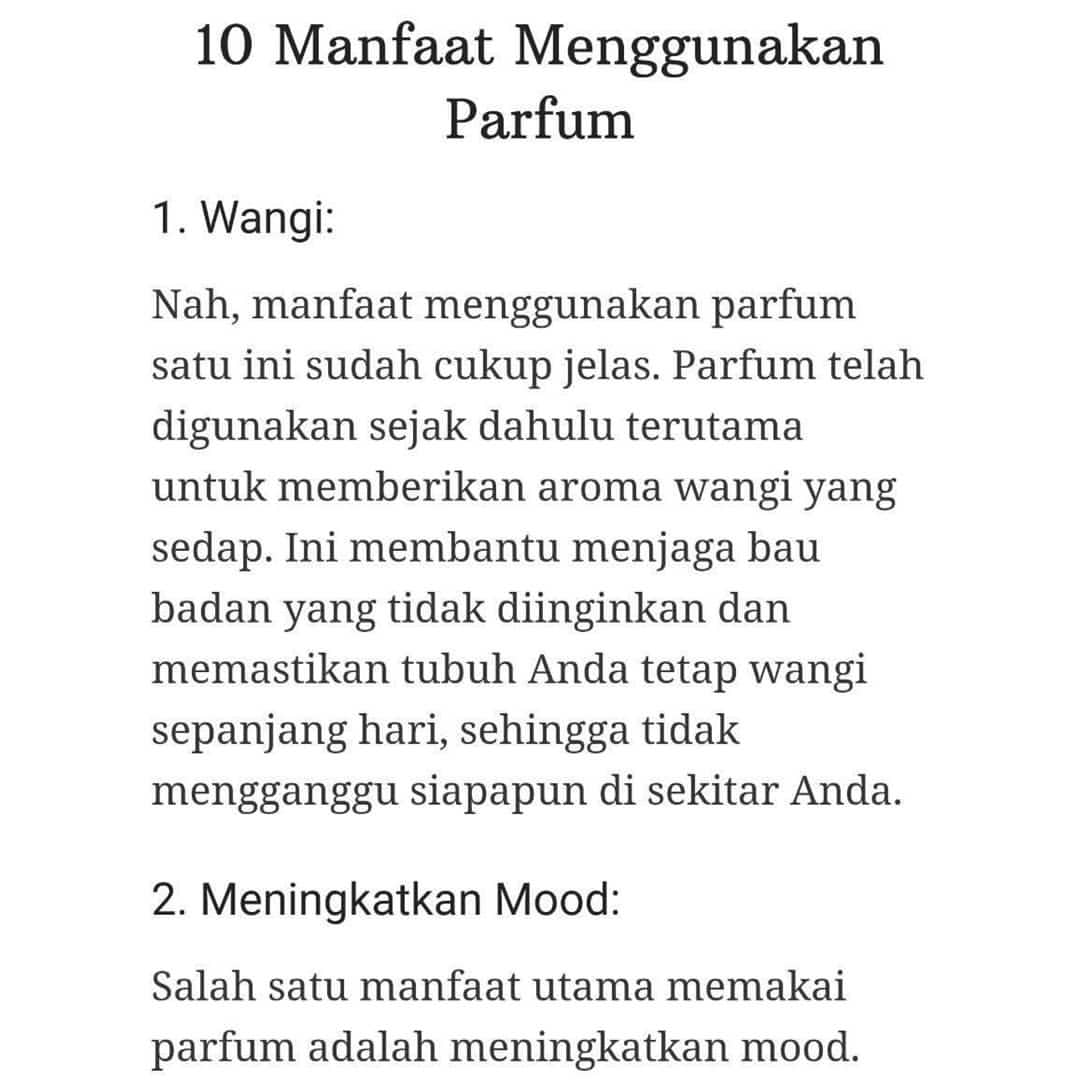 10 Manfaat Menggunakan
Parfum
1. Wangi:
Nah, manfaat menggunakan parfum
satu ini sudah cukup jelas. Parfum telah
digunakan sejak dahulu terutama
untuk memberikan aroma wangi yang
sedap. Ini membantu menjaga bau
badan yang tidak diinginkan dan
memastikan tubuh Anda tetap wangi
sepanjang hari, sehingga tidak
mengganggu siapapun di sekitar Anda.
2. Meningkatkan Mood:
Salah satu manfaat utama memakai
parfum adalah meningkatkan mood.